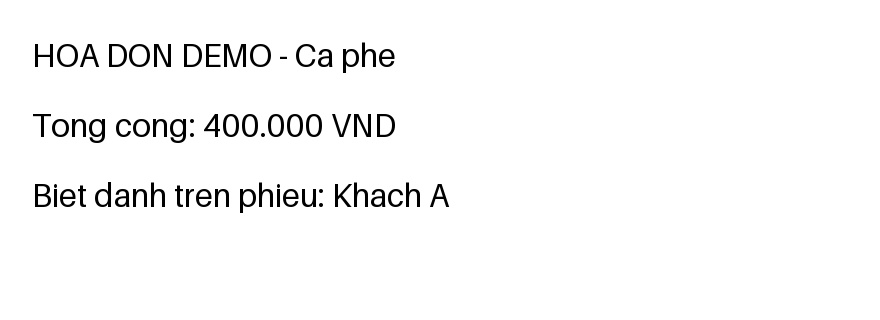 HOA DON DEMO - Ca phe
Tong cong: 400.000 VND
Biet danh tren phieu: Khach A